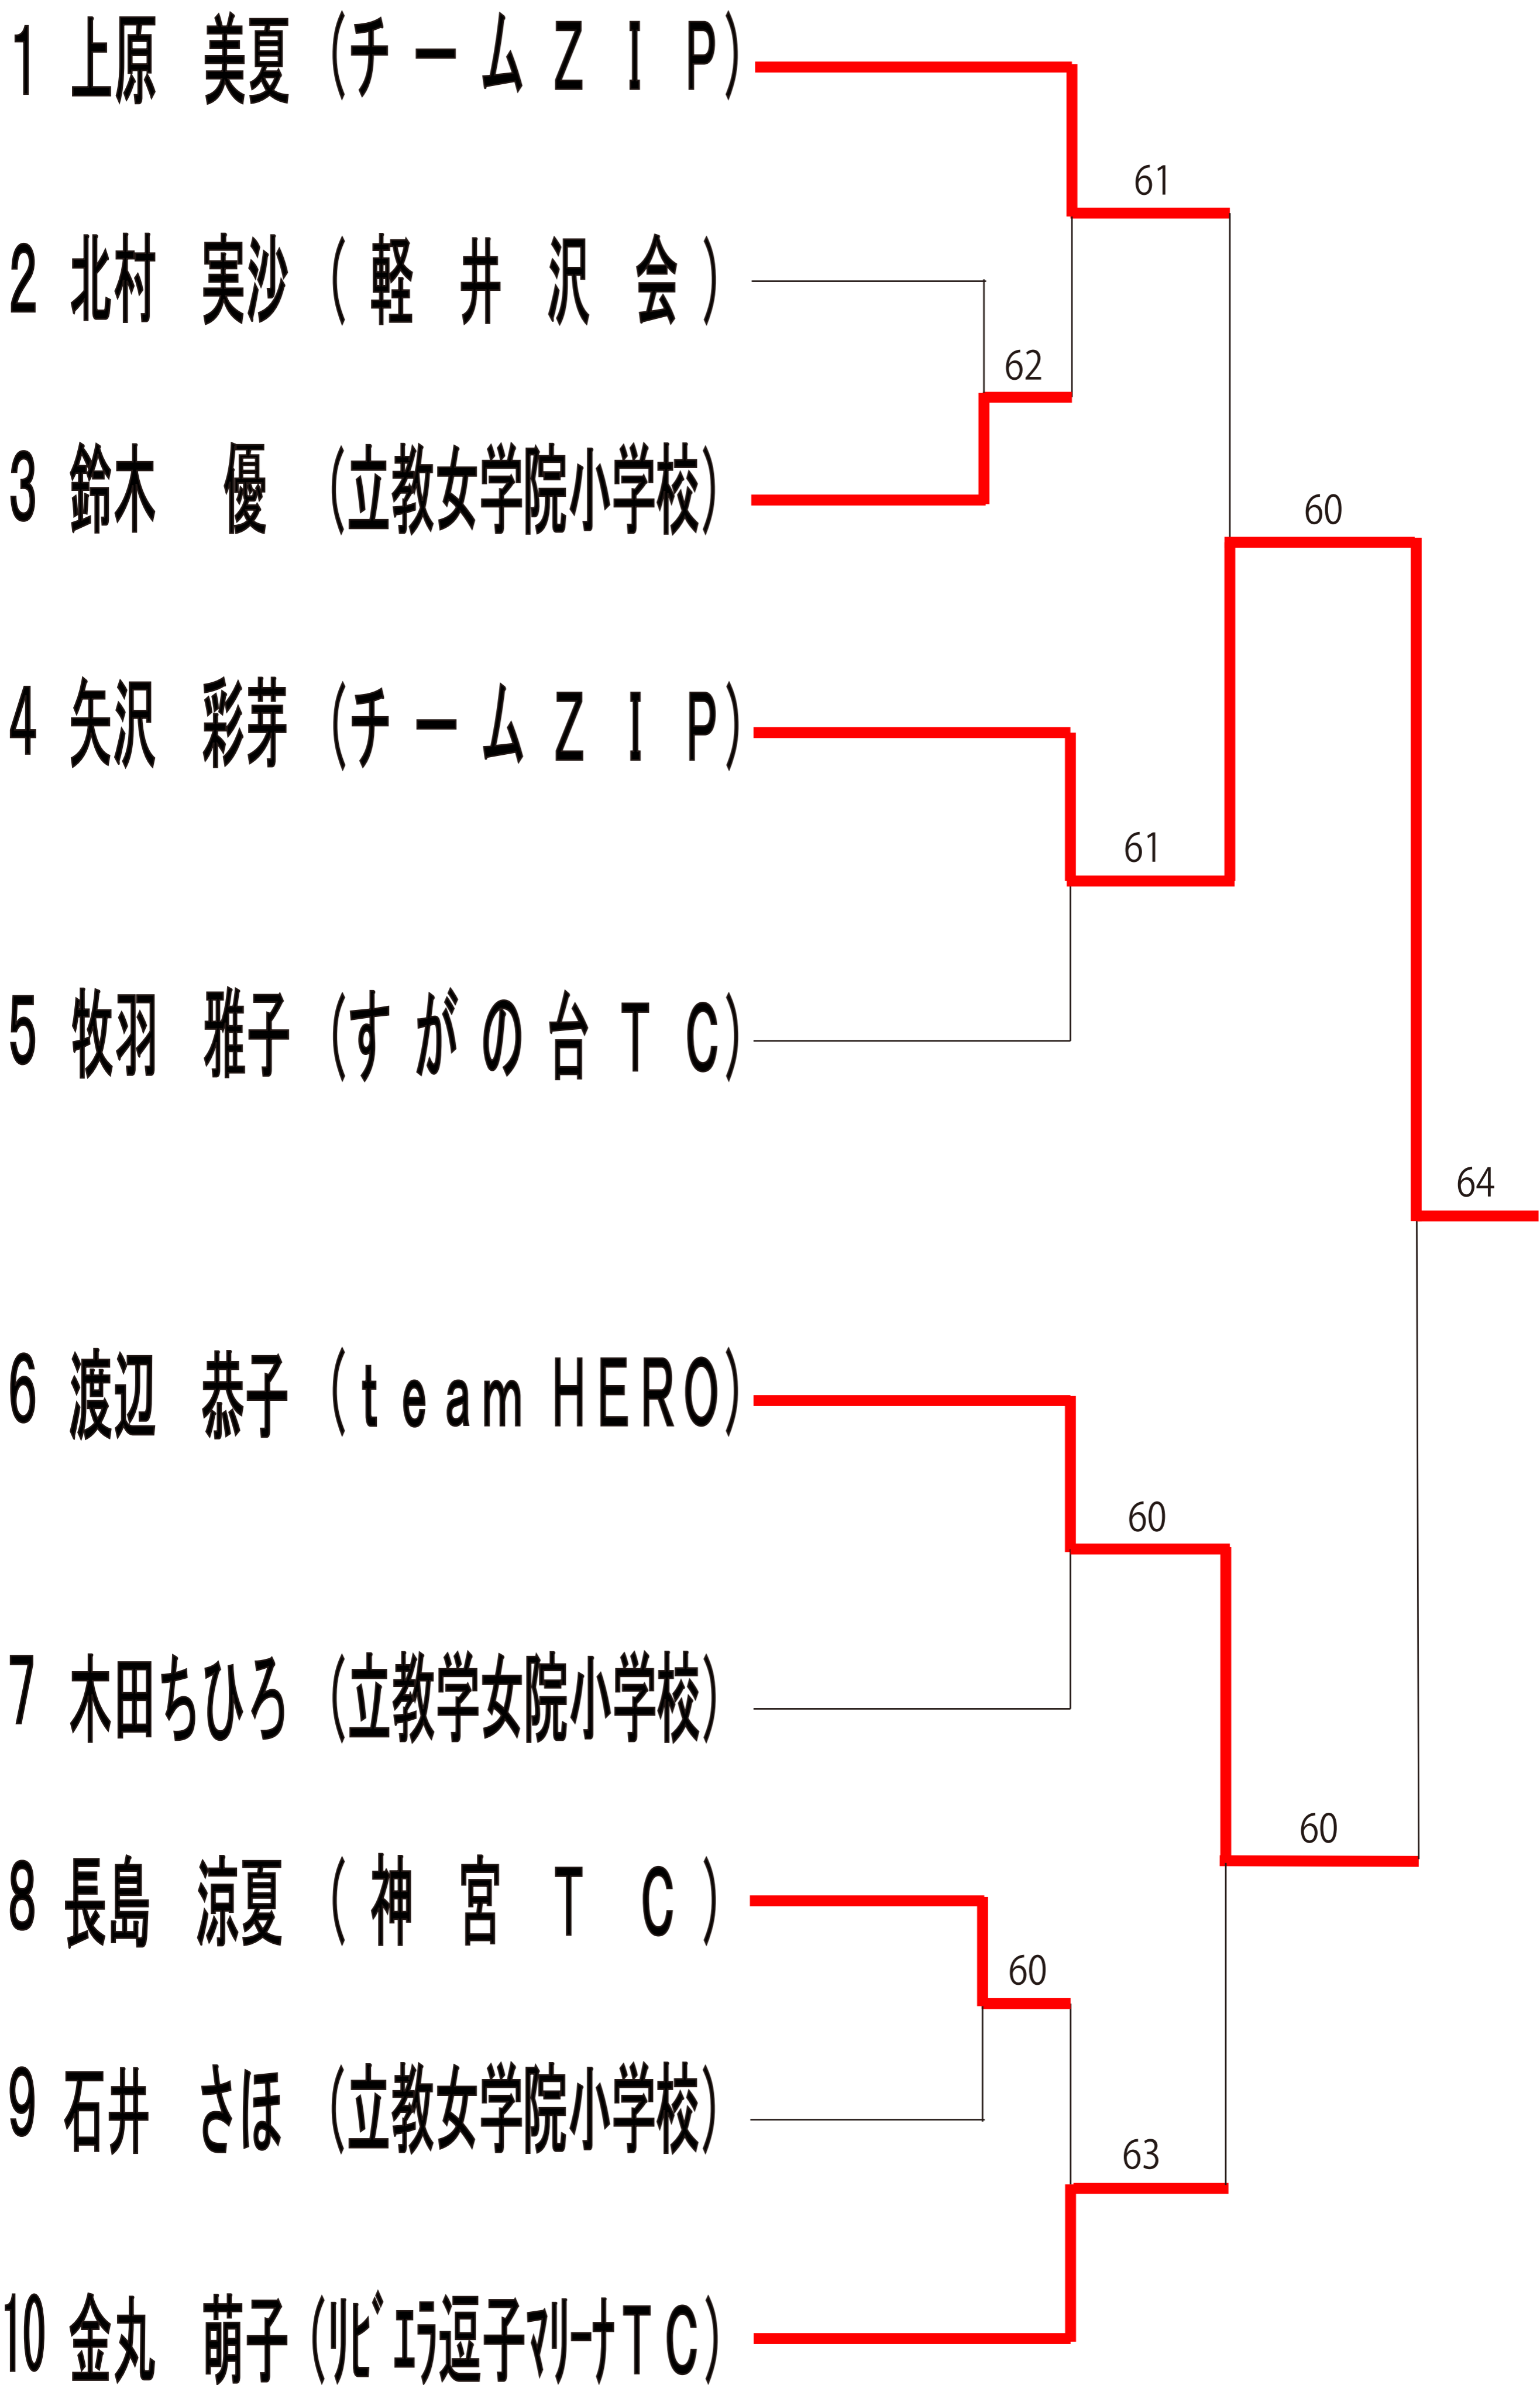 1 上原 美夏 (チームZIP)
61
2 北村 実沙 (軽井沢会)
62
3 鈴木 優 (立教女学院小学校)
60
4 矢沢 彩芽 (チームZIP)
61
5 牧羽 雅子 (すがの台TC)
64
6 渡辺 恭子 (team HERO)
60
7 木田ちひろ (立教学女院小学校)
60
8 長島 涼夏 (神宮TC)
60
9 石井 さほ (立教女学院小学校)
63
10 金丸 萌子 (リビエラ逗子マリーナTC)